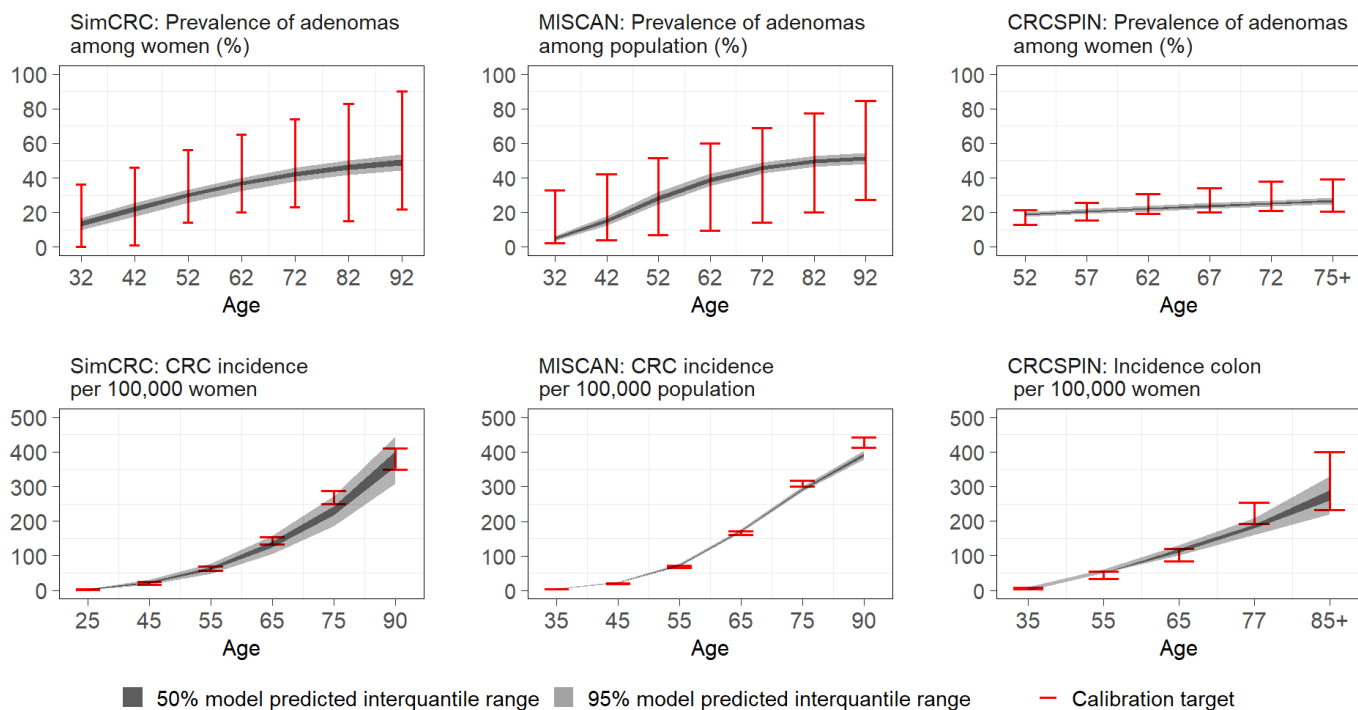 SimCRC: Prevalence of adenomas
among women (%)
MISCAN: Prevalence of adenomas
among population (%)
CRCSPIN: Prevalence of adenomas
among women (%)
100
80
60
40
20
0
32 42 52 62 72 82 92
Age
100
80
60
40
20
0
32 42 52 62 72 82 92
Age
100
80
60
40
20
0
52 57 62 67 72 75+
Age
SimCRC: CRC incidence
per 100,000 women
MISCAN: CRC incidence
per 100,000 population
CRCSPIN: Incidence colon
per 100,000 women
500
400
300
200
100
0
25 45 55 65 75 90
Age
500
400
300
200
100
0
35 45 55 65 75 90
Age
500
400
300
200
100
0
35 55 65 77 85+
Age
50% model predicted interquantile range 95% model predicted interquantile range Calibration target